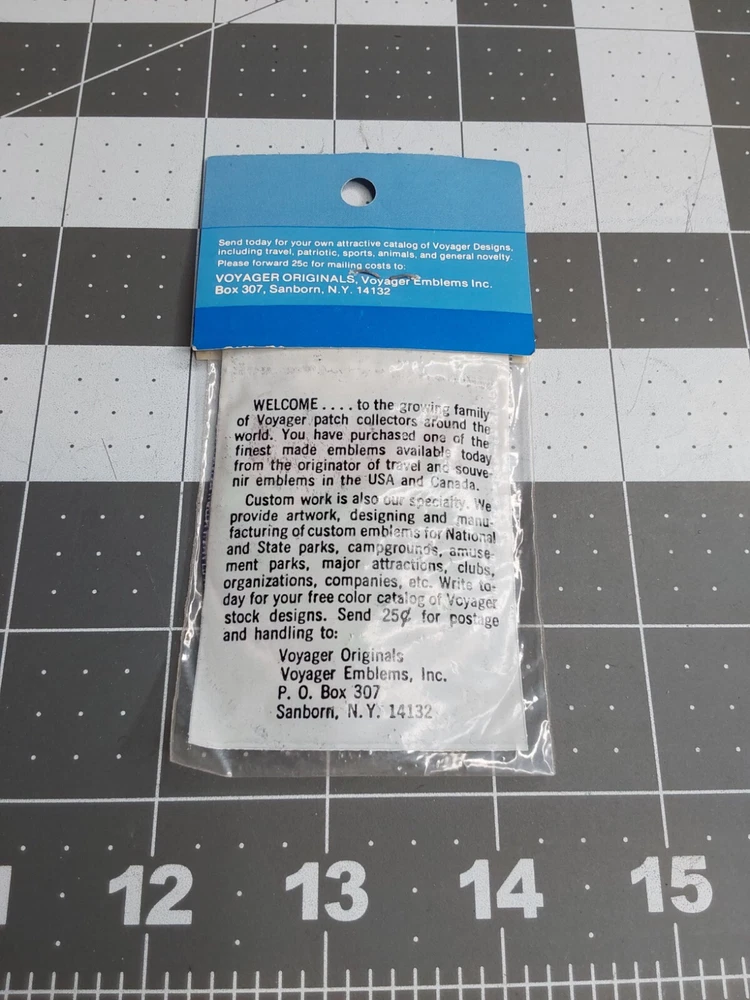 Send today for your own attractive catalog of Voyager Designs,
including travel, patriotic, sports, animals, and general novelty.
Please forward 25c for mailing costs to:
VOYAGER ORIGINALS, Voyager Emblems Inc.
Box 307, Sanborn, N.Y. 14132
WELCOME.... to the growing family
of Voyager patch collectors around the
world. You have purchased one of the
finest made emblems available today
from the originator of travel and souve-
nir emblems in the USA and Canada.
Custom work is also our specialty. We
provide artwork, designing and manu-
facturing of custom emblems for National
and State parks, campgrounds, amuse-
ment parks, major attractions, clubs,
organizations, companies, etc. Write to-
day for your free color catalog of Voyager
stock designs. Send 25¢ for postage
and handling to:
Voyager Originals
Voyager Emblems, Inc.
P. O. Box 307
Sanborn, N.Y. 14132
12 13 14 15